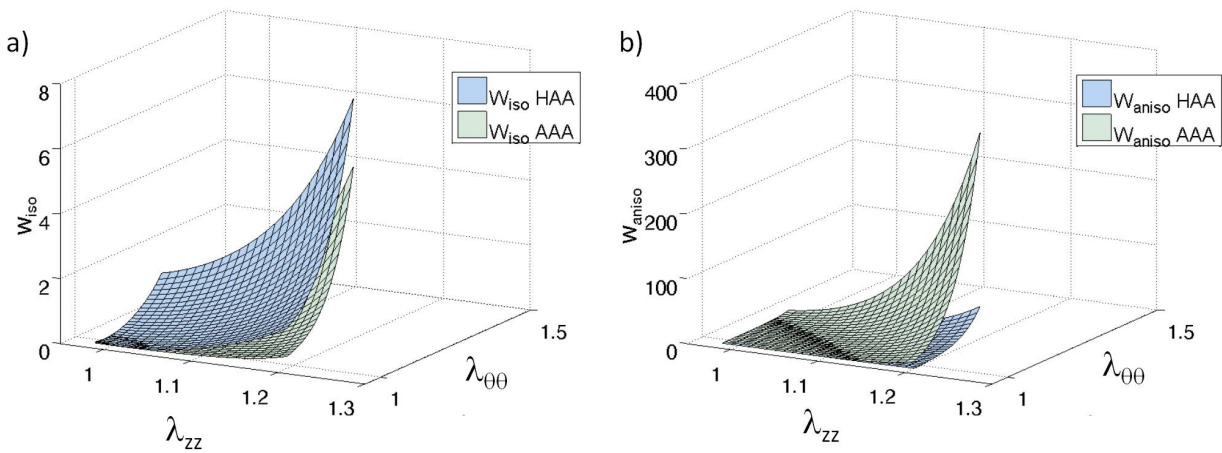 a)
8
6
4
2
0
W_iso
W_iso HAA
W_iso AAA
1
1.1
1.2
1.3
λ_zz
1
1.5
λ_θθ
b)
400
300
200
100
0
W_aniso
W_aniso HAA
W_aniso AAA
1
1.1
1.2
1.3
λ_zz
1
1.5
λ_θθ